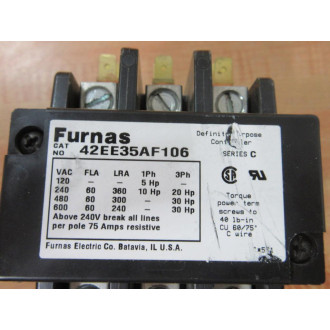 Furnas
CAT
NO 42EE35AF106
Definite Purpose
Controller
SERIES C
VAC FLA LRA 1Ph 3Ph
120 - - 5 Hp -
240 60 360 10 Hp 20 Hp
480 60 300 - 30 Hp
600 60 240 - 30 Hp
Above 240V break all lines
per pole 75 Amps resistive
Torque
power term
screws to
40 lb-in
CU 60/75°
C wire
Furnas Electric Co. Batavia, IL U.S.A.